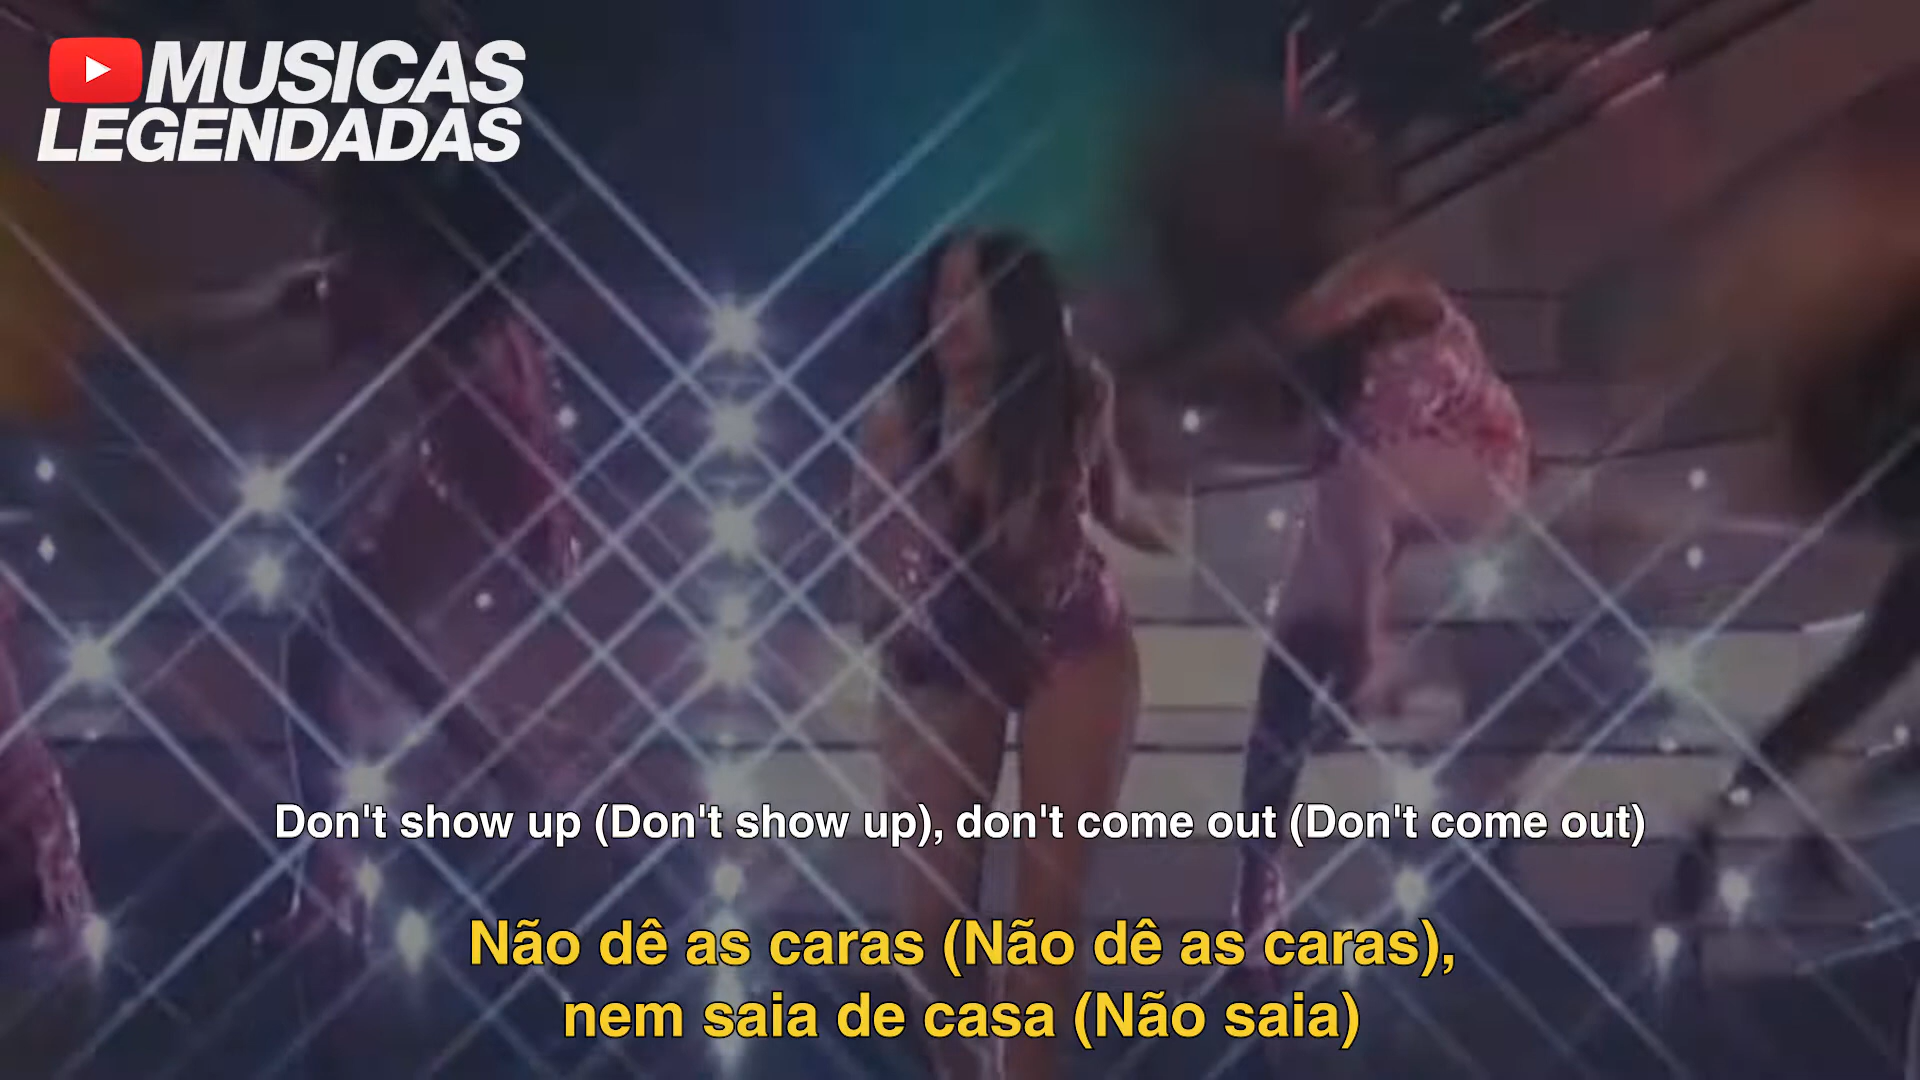 MUSICAS
LEGENDADAS
Don't show up (Don't show up), don't come out (Don't come out)
Não dê as caras (Não dê as caras),
nem saia de casa (Não saia)